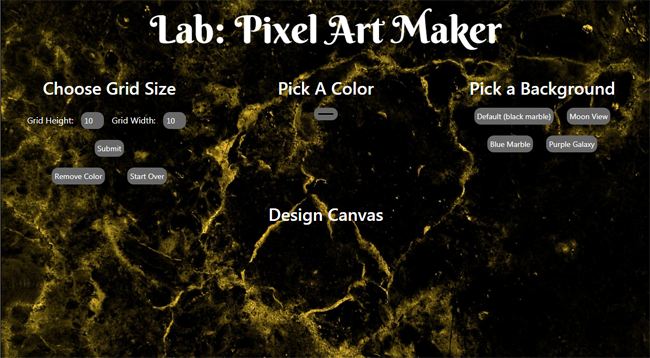 Lab: Pixel Art Maker
Choose Grid Size
Grid Height: 10 Grid Width: 10
Submit
Remove Color Start Over
Pick A Color
Pick a Background
Default (black marble) Moon View
Blue Marble Purple Galaxy
Design Canvas